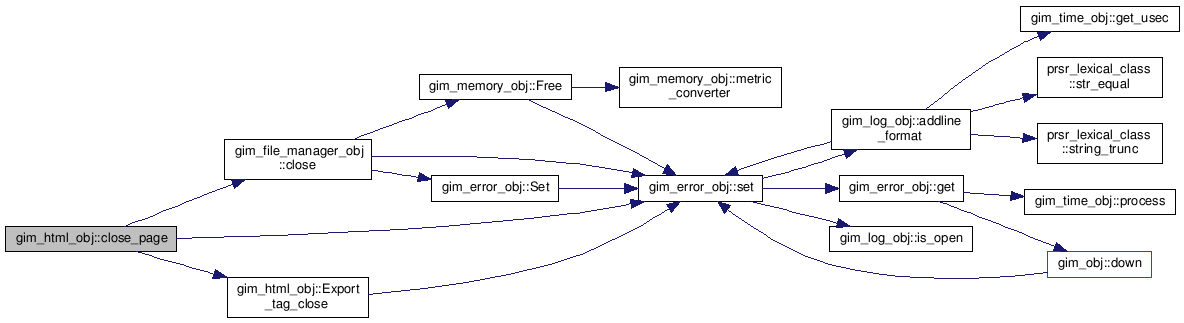 gim_time_obj::get_usec
prsr_lexical_class
::str_equal
gim_memory_obj::Free
gim_memory_obj::metric
_converter
gim_log_obj::addline
_format
prsr_lexical_class
::string_trunc
gim_file_manager_obj
::close
gim_error_obj::Set
gim_error_obj::set
gim_error_obj::get
gim_time_obj::process
gim_html_obj::close_page
gim_log_obj::is_open
gim_obj::down
gim_html_obj::Export
_tag_close